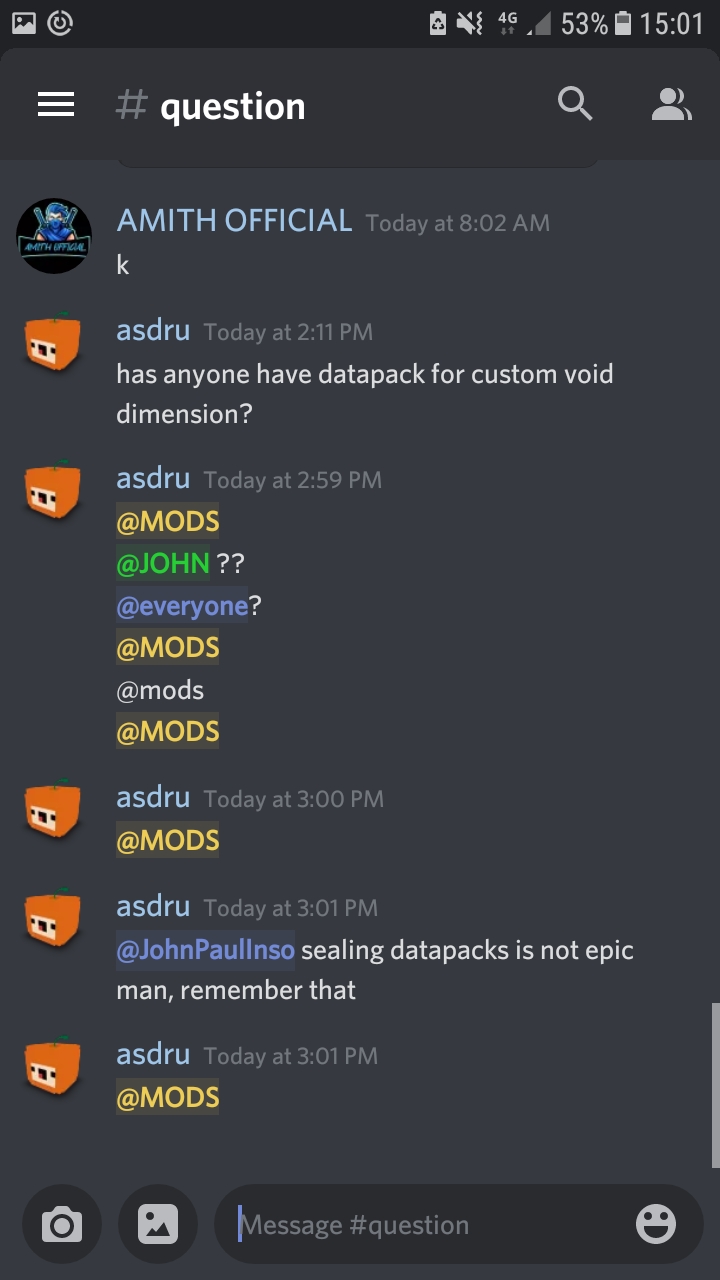 4G 53% 15:01
# question
AMITH OFFICIAL Today at 8:02 AM
AMITH OFFICIAL
k
asdru Today at 2:11 PM
has anyone have datapack for custom void
dimension?
asdru Today at 2:59 PM
@MODS
@JOHN ??
@everyone?
@MODS
@mods
@MODS
asdru Today at 3:00 PM
@MODS
asdru Today at 3:01 PM
@JohnPaulInso sealing datapacks is not epic
man, remember that
asdru Today at 3:01 PM
@MODS
Message #question